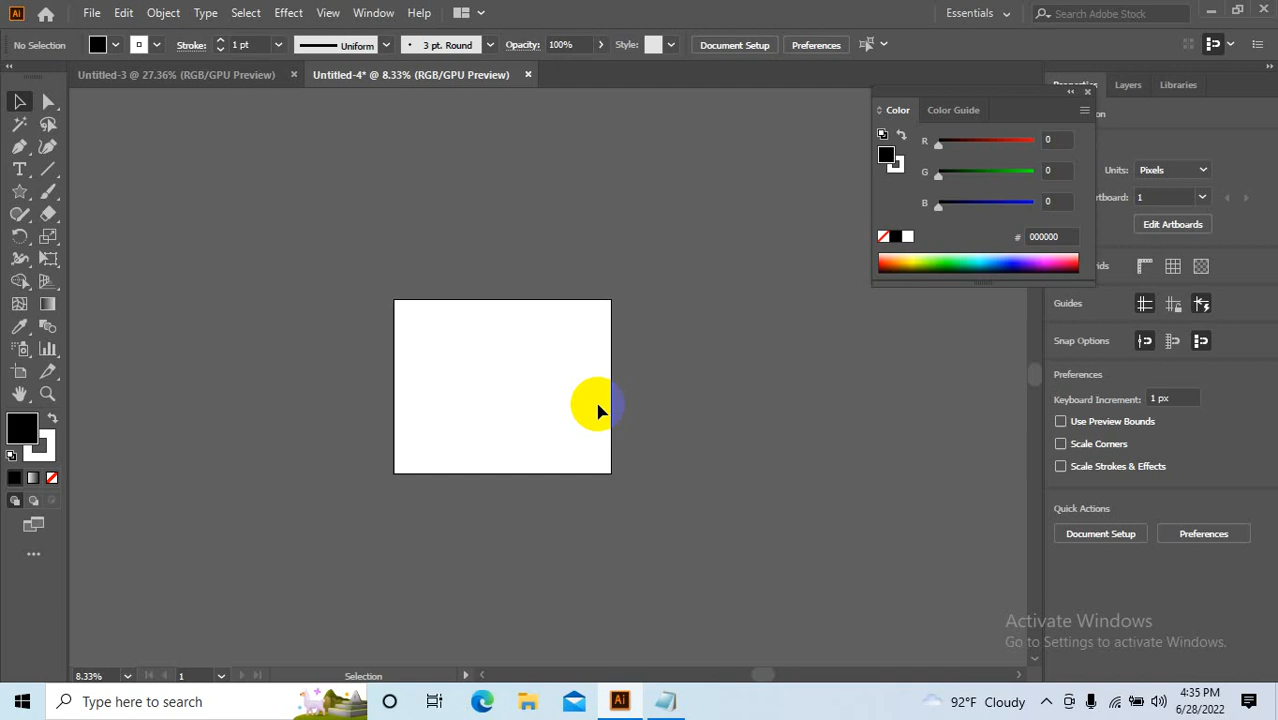 Ai File Edit Object Type Select Effect View Window Help Essentials Search Adobe Stock
No Selection Stroke: 1 pt Uniform 3 pt. Round Opacity: 100% Style: Document Setup Preferences
Untitled-3 @ 27.36% (RGB/GPU Preview) Untitled-4* @ 8.33% (RGB/GPU Preview)
Properties Layers Libraries
Color Color Guide
R 0
G 0
B 0
# 000000
Units: Pixels
1
Edit Artboards
Guides
Snap Options
Preferences
Keyboard Increment: 1 px
Use Preview Bounds
Scale Corners
Scale Strokes & Effects
Quick Actions
Document Setup Preferences
Activate Windows
Go to Settings to activate Windows.
8.33% 1 Selection
Type here to search Ai 92°F Cloudy 4:35 PM
6/28/2022